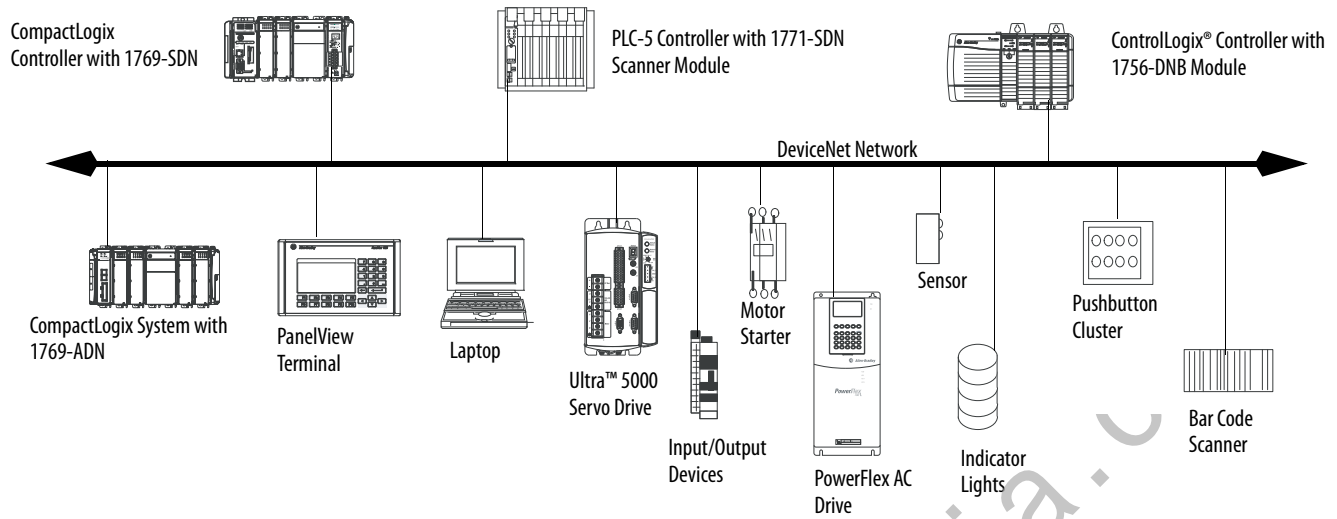 CompactLogix
Controller with 1769-SDN
PLC-5 Controller with 1771-SDN
Scanner Module
ControlLogix® Controller with
1756-DNB Module
DeviceNet Network
CompactLogix System with
1769-ADN
PanelView
Terminal
Laptop
Ultra™ 5000
Servo Drive
Input/Output
Devices
Motor
Starter
PowerFlex
PowerFlex AC
Drive
Sensor
Indicator
Lights
Pushbutton
Cluster
Bar Code
Scanner